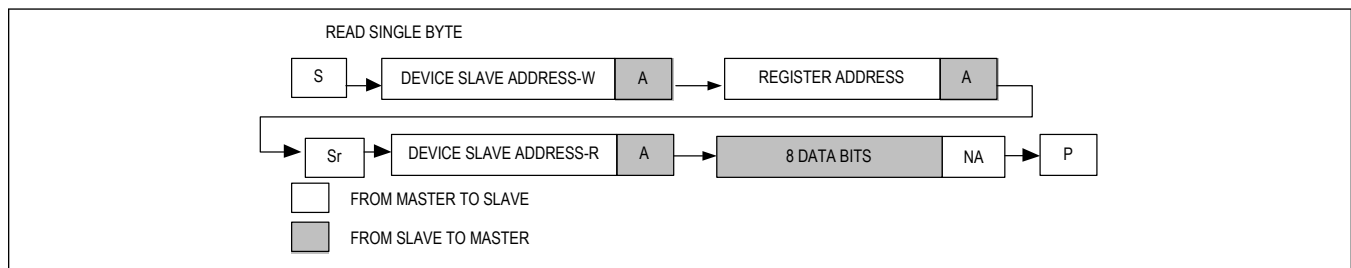 READ SINGLE BYTE
S DEVICE SLAVE ADDRESS-W A REGISTER ADDRESS A
Sr DEVICE SLAVE ADDRESS-R A 8 DATA BITS NA P
FROM MASTER TO SLAVE
FROM SLAVE TO MASTER